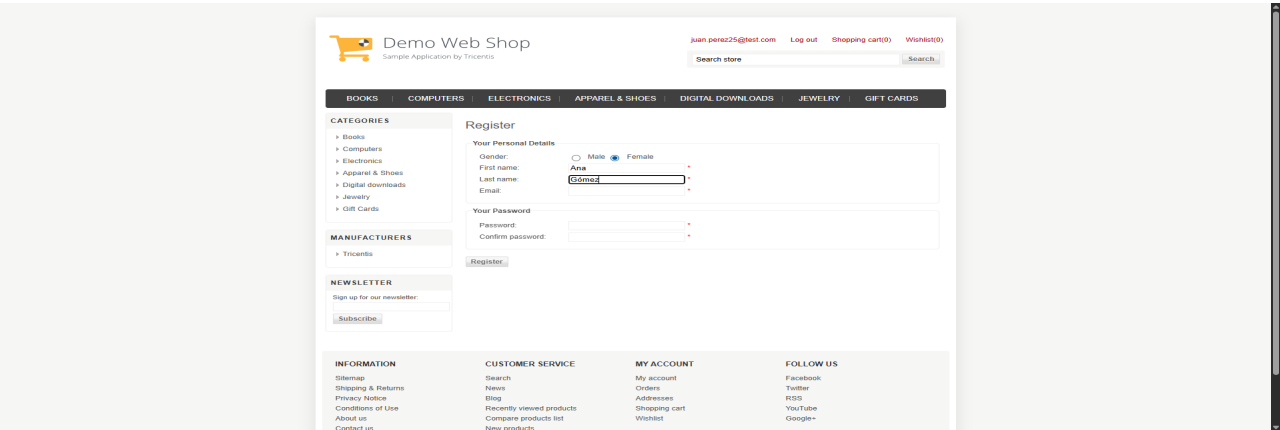 Demo Web Shop
Sample Application by Tricentis
juan.perez25@test.com Log out Shopping cart(0) Wishlist(0)
Search store Search
BOOKS COMPUTERS ELECTRONICS APPAREL & SHOES DIGITAL DOWNLOADS JEWELRY GIFT CARDS
CATEGORIES
Books
Computers
Electronics
Apparel & Shoes
Digital downloads
Jewelry
Gift Cards
MANUFACTURERS
Tricentis
NEWSLETTER
Sign up for our newsletter:
Subscribe
Register
Your Personal Details
Gender: Male Female
First name: Ana *
Last name: Gómez *
Email: *
Your Password
Password: *
Confirm password: *
Register
INFORMATION
Sitemap
Shipping & Returns
Privacy Notice
Conditions of Use
About us
Contact us
CUSTOMER SERVICE
Search
News
Blog
Recently viewed products
Compare products list
New products
MY ACCOUNT
My account
Orders
Addresses
Shopping cart
Wishlist
FOLLOW US
Facebook
Twitter
RSS
YouTube
Google+